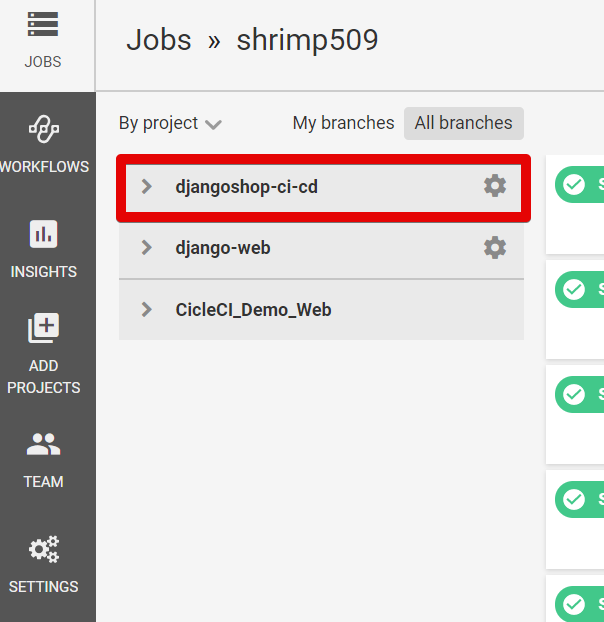 JOBS
WORKFLOWS
INSIGHTS
ADD
PROJECTS
TEAM
SETTINGS
Jobs » shrimp509
By project My branches All branches
djangoshop-ci-cd
django-web
CicleCI_Demo_Web